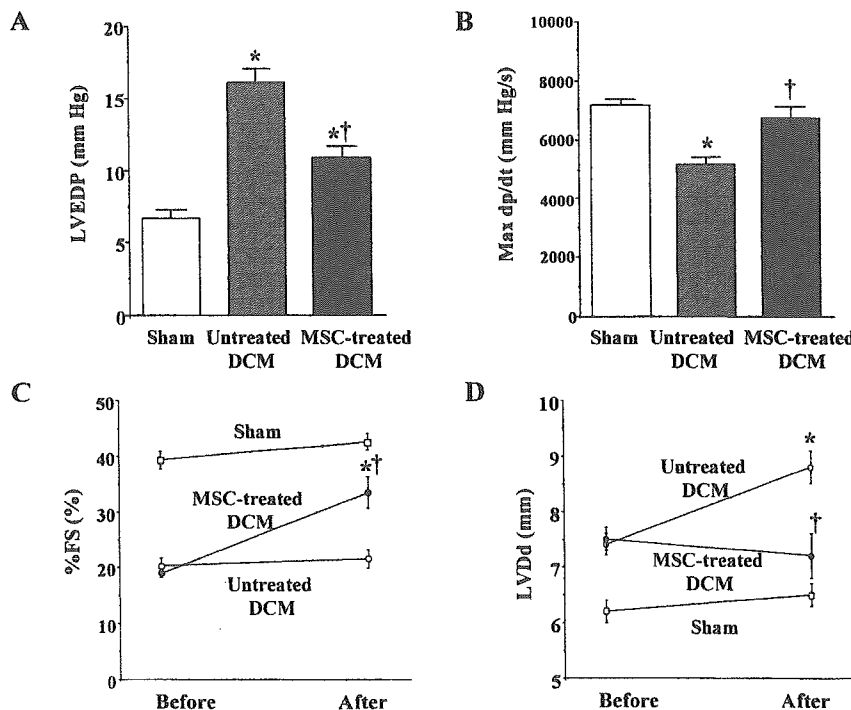 A
LVEDP (mm Hg)
20
15
10
5
0
*
*†
Sham
Untreated DCM
MSC-treated DCM
B
Max dp/dt (mm Hg/s)
10000
8000
6000
4000
2000
0
*
†
Sham
Untreated DCM
MSC-treated DCM
C
%FS (%)
50
40
30
20
10
0
Sham
*†
MSC-treated DCM
Untreated DCM
Before
After
D
LVDd (mm)
10
9
8
7
6
5
*
Untreated DCM
†
MSC-treated DCM
Sham
Before
After